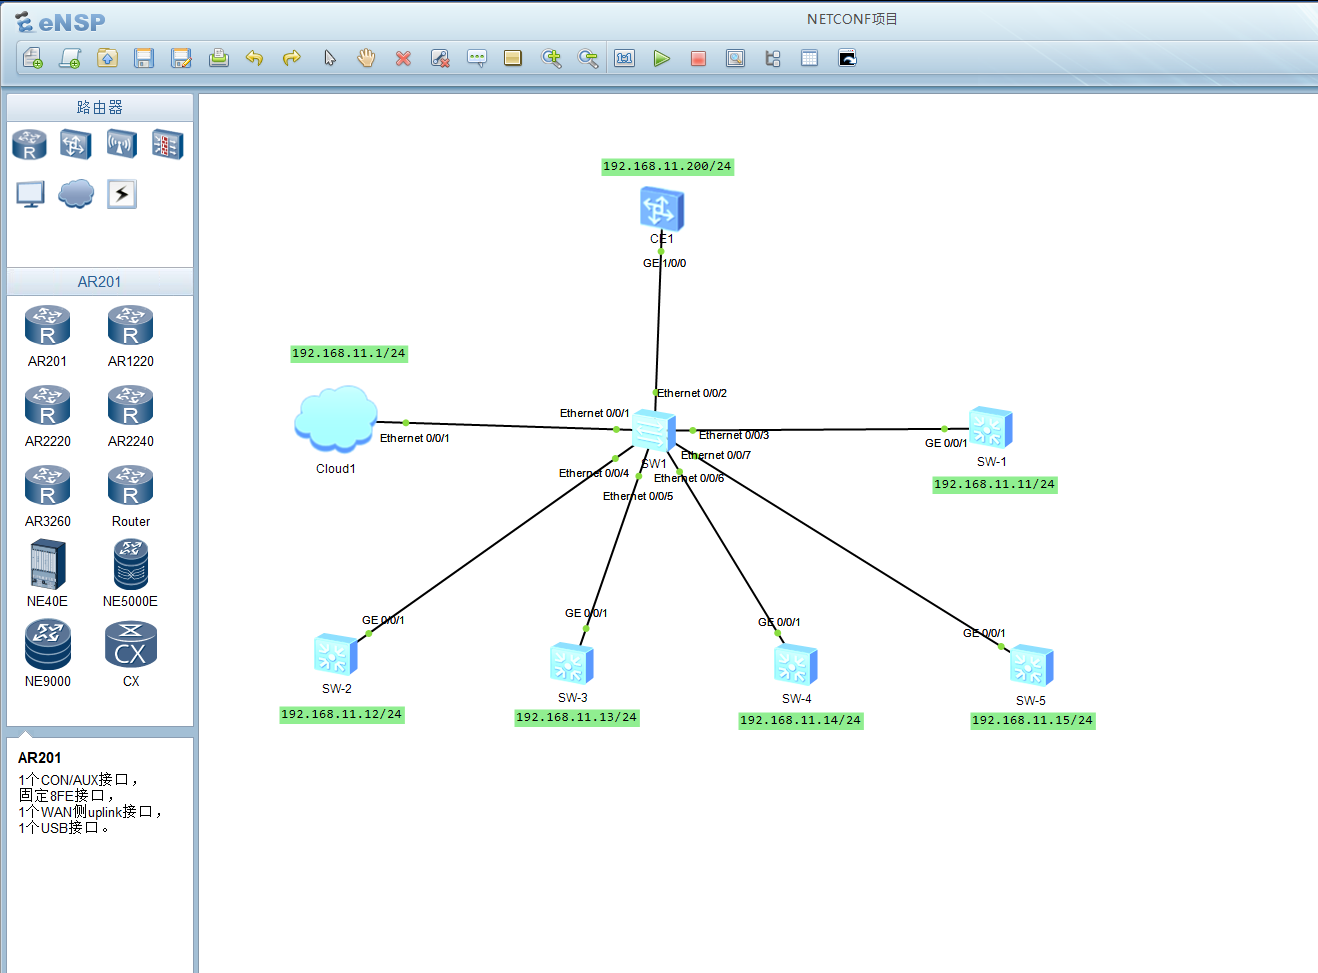 eNSP
NETCONF项目
路由器
R
AR201
R
R
AR201
AR1220
R
R
AR2220
AR2240
R
R
AR3260
Router
NE40E
NE5000E
CX
NE9000
CX
AR201
1个CON/AUX接口，
固定8FE接口，
1个WAN侧uplink接口，
1个USB接口。
192.168.11.200/24
CE1
GE 1/0/0
192.168.11.1/24
Ethernet 0/0/2
Ethernet 0/0/1
Ethernet 0/0/1
Ethernet 0/0/3
GE 0/0/1
Cloud1
SW1
Ethernet 0/0/7
SW-1
Ethernet 0/0/4
Ethernet 0/0/6
192.168.11.11/24
Ethernet 0/0/5
GE 0/0/1
GE 0/0/1
GE 0/0/1
GE 0/0/1
SW-2
SW-3
SW-4
SW-5
192.168.11.12/24
192.168.11.13/24
192.168.11.14/24
192.168.11.15/24